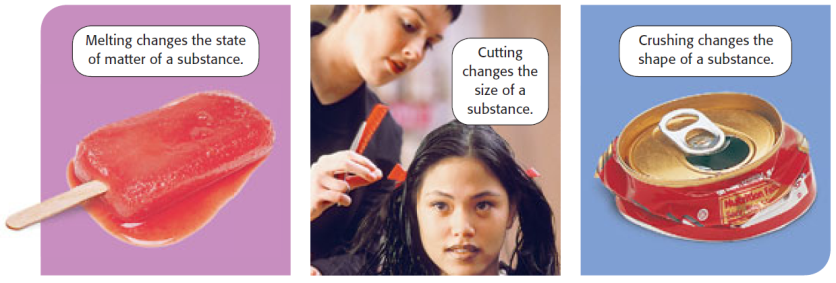 Melting changes the state
of matter of a substance.
Cutting
changes the
size of a
substance.
Crushing changes the
shape of a substance.